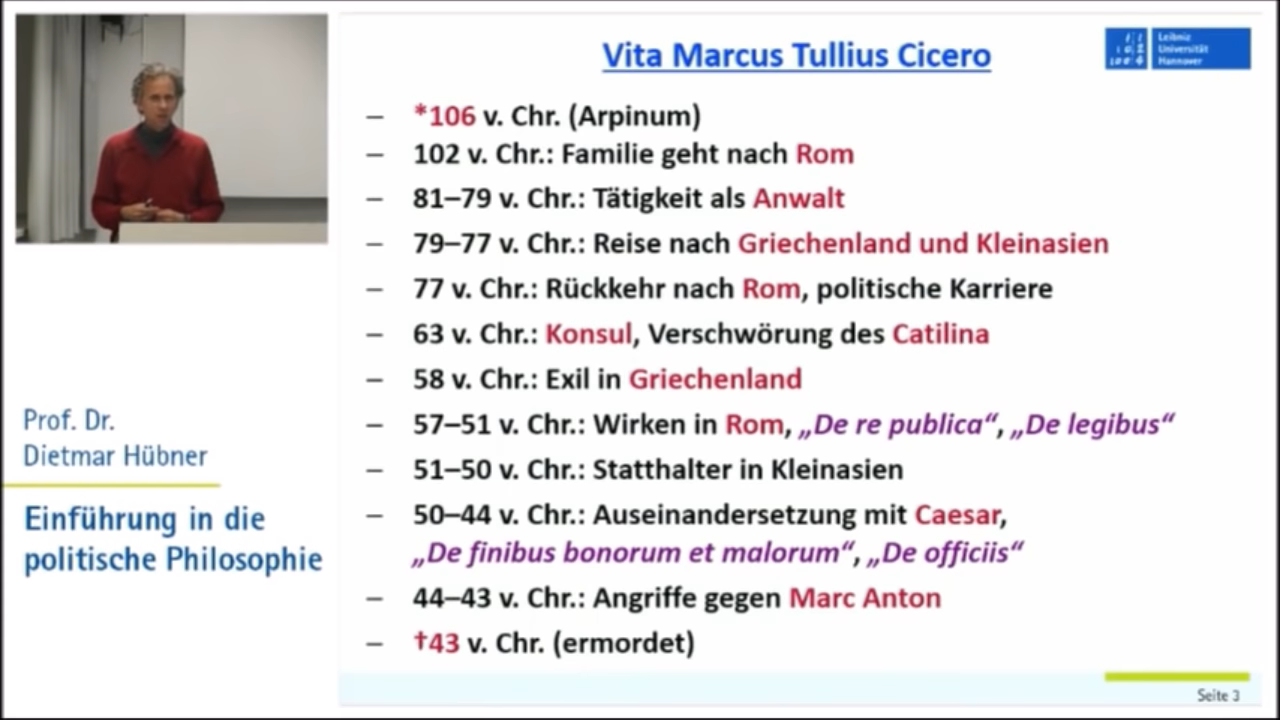 Vita Marcus Tullius Cicero
Leibniz
Universität
Hannover
– *106 v. Chr. (Arpinum)
– 102 v. Chr.: Familie geht nach Rom
– 81–79 v. Chr.: Tätigkeit als Anwalt
– 79–77 v. Chr.: Reise nach Griechenland und Kleinasien
– 77 v. Chr.: Rückkehr nach Rom, politische Karriere
– 63 v. Chr.: Konsul, Verschwörung des Catilina
– 58 v. Chr.: Exil in Griechenland
– 57–51 v. Chr.: Wirken in Rom, „De re publica“, „De legibus“
– 51–50 v. Chr.: Statthalter in Kleinasien
– 50–44 v. Chr.: Auseinandersetzung mit Caesar,
„De finibus bonorum et malorum“, „De officiis“
– 44–43 v. Chr.: Angriffe gegen Marc Anton
– †43 v. Chr. (ermordet)
Prof. Dr.
Dietmar Hübner
Einführung in die
politische Philosophie
Seite 3